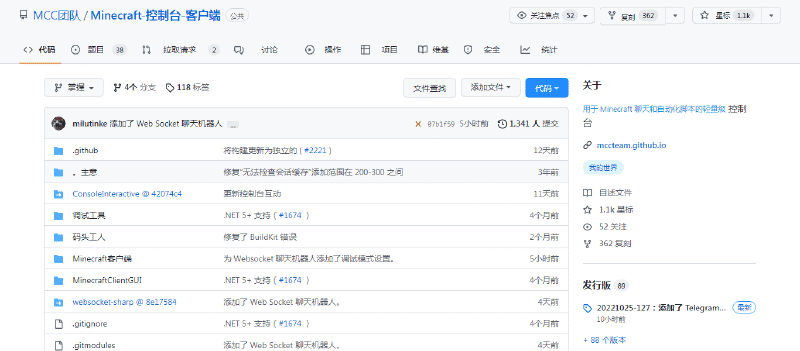 MCC团队 / Minecraft-控制台-客户端 公共
关注焦点 52 复刻 362 星标 1.1k
代码 题目 38 拉取请求 2 讨论 操作 项目 维基 安全 统计
掌握 4个 分支 118 标签 文件查找 添加文件 代码
milutinke 添加了 Web Socket 聊天机器人 ... 07b1f59 5小时前 1,341 人 提交
.github 将构建更新为独立的（#2221） 12天前
。主意 修复“无法检查会话缓存”添加范围在 200-300 之间 3年前
ConsoleInteractive @ 42074c4 更新控制台互动 11天前
调试工具 .NET 5+ 支持（#1674 ） 4个月前
码头工人 修复了 BuildKit 错误 2个月前
Minecraft客户端 为 Websocket 聊天机器人添加了调试模式设置。 5小时前
MinecraftClientGUI .NET 5+ 支持（#1674 ） 4个月前
websocket-sharp @ 8e17584 添加了 Web Socket 聊天机器人。 4天前
.gitignore .NET 5+ 支持（#1674 ） 4个月前
.gitmodules 添加了 Web Socket 聊天机器人。 4天前
关于
用于 Minecraft 聊天和自动化脚本的轻量级 控制
台
mccteam.github.io
我的世界
自述文件
1.1k 星标
52 关注
362 复刻
发行版 89
20221025-127：添加了 Telegram... 最新
10小时前
+ 88 个版本